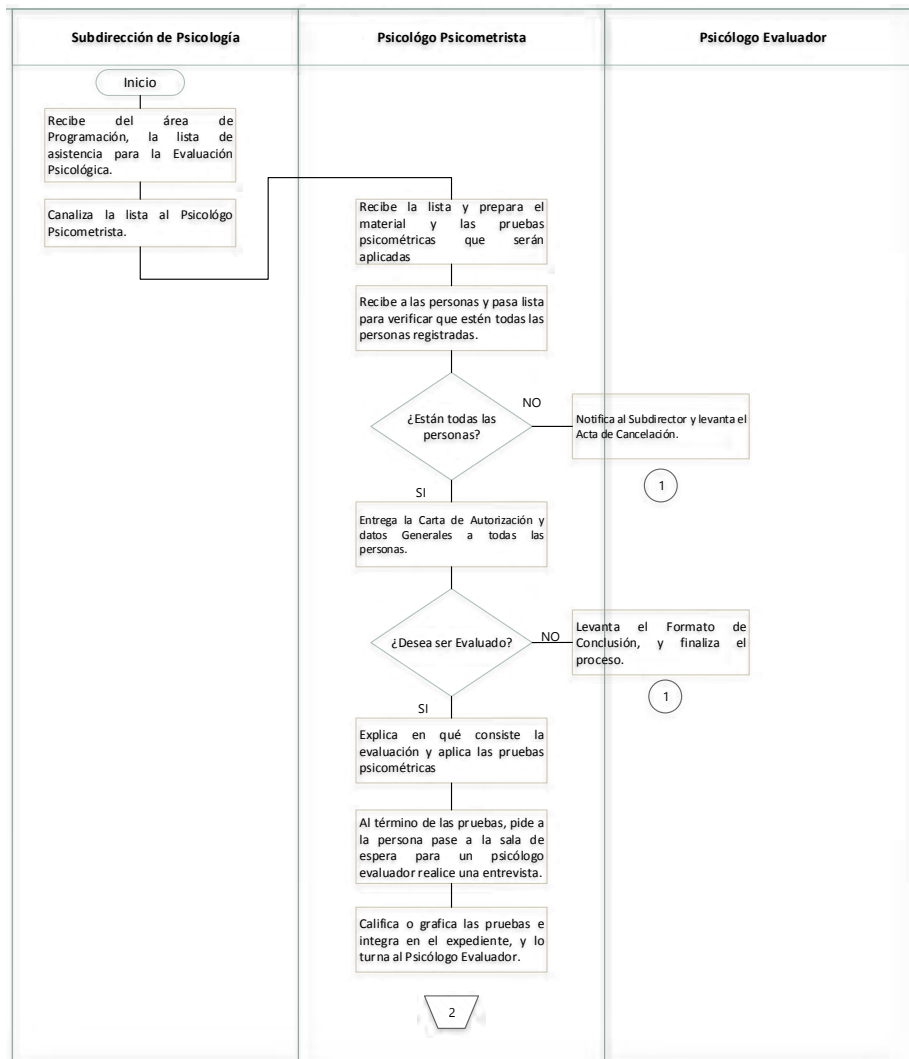 Subdirección de Psicología
Psicológo Psicometrista
Psicólogo Evaluador
Inicio
Recibe del área de
Programación, la lista de
asistencia para la Evaluación
Psicológica.
Canaliza la lista al Psicológo
Psicometrista.
Recibe la lista y prepara el
material y las pruebas
psicométricas que serán
aplicadas
Recibe a las personas y pasa lista
para verificar que estén todas las
personas registradas.
¿Están todas las
personas?
NO
Notifica al Subdirector y levanta el
Acta de Cancelación.
1
SI
Entrega la Carta de Autorización y
datos Generales a todas las
personas.
¿Desea ser Evaluado?
NO
Levanta el Formato de
Conclusión, y finaliza el
proceso.
1
SI
Explica en qué consiste la
evaluación y aplica las pruebas
psicométricas
Al término de las pruebas, pide a
la persona pase a la sala de
espera para un psicólogo
evaluador realice una entrevista.
Califica o grafica las pruebas e
integra en el expediente, y lo
turna al Psicólogo Evaluador.
2